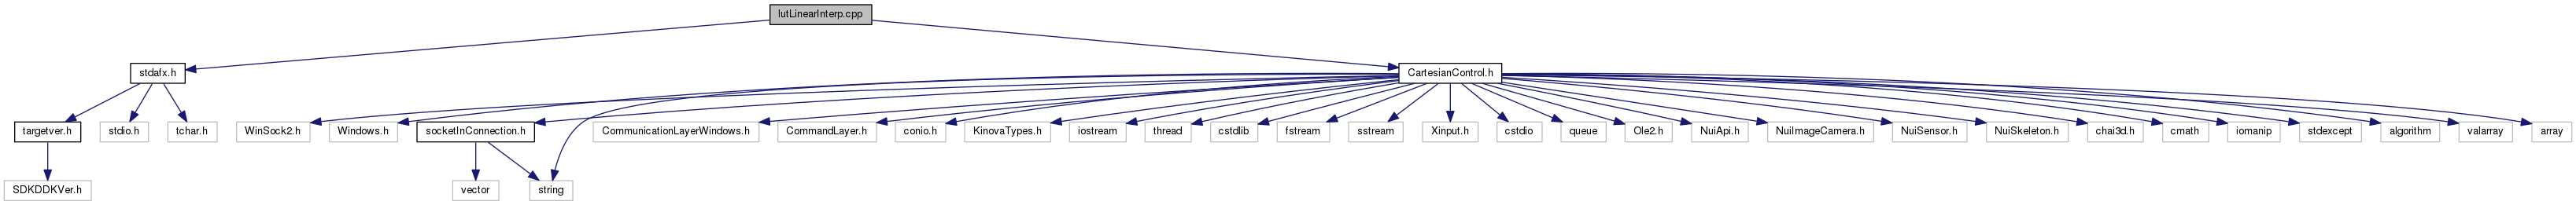 lutLinearInterp.cpp
stdafx.h
CartesianControl.h
targetver.h
stdio.h
tchar.h
WinSock2.h
Windows.h
socketInConnection.h
CommunicationLayerWindows.h
CommandLayer.h
conio.h
KinovaTypes.h
iostream
thread
cstdlib
fstream
sstream
Xinput.h
cstdio
queue
Ole2.h
NuiApi.h
NuiImageCamera.h
NuiSensor.h
NuiSkeleton.h
chai3d.h
cmath
iomanip
stdexcept
algorithm
valarray
array
SDKDDKVer.h
vector
string